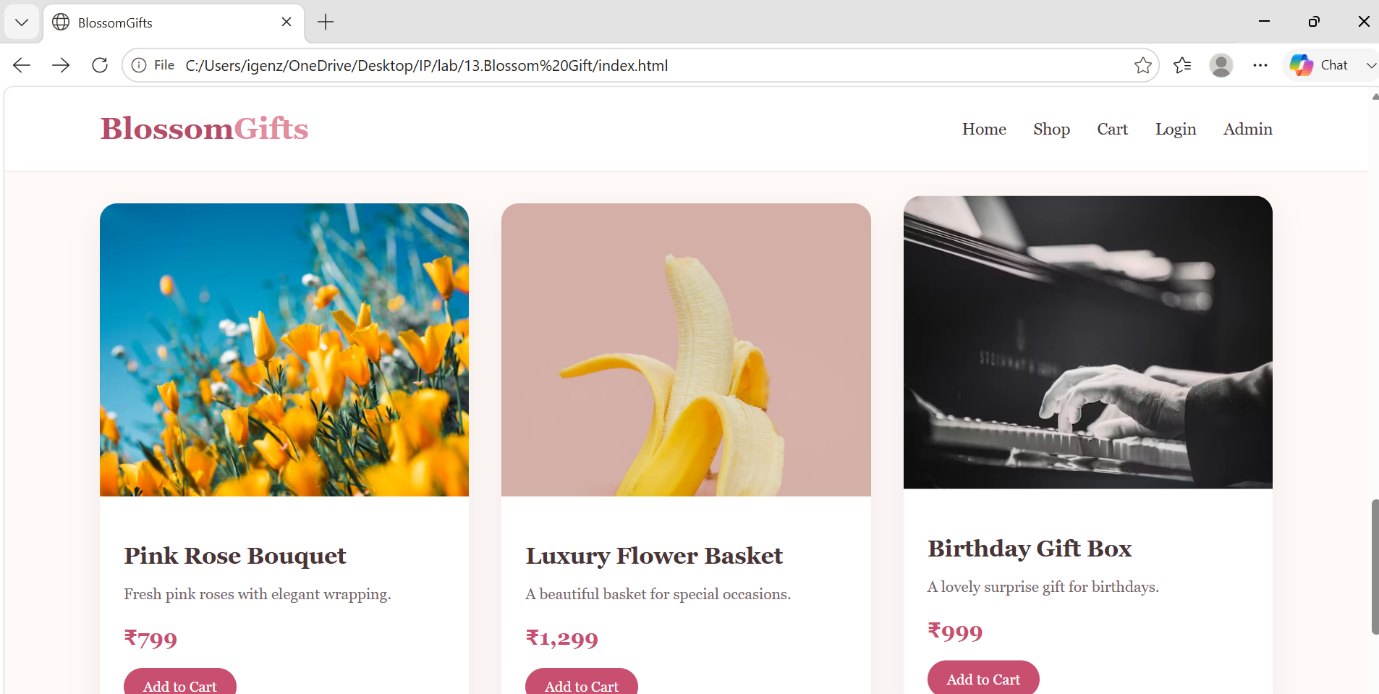 BlossomGifts
File C:/Users/igenz/OneDrive/Desktop/IP/lab/13.Blossom%20Gift/index.html
Chat
BlossomGifts
Home Shop Cart Login Admin
STEINWAY & SONS
Pink Rose Bouquet
Fresh pink roses with elegant wrapping.
₹799
Add to Cart
Luxury Flower Basket
A beautiful basket for special occasions.
₹1,299
Add to Cart
Birthday Gift Box
A lovely surprise gift for birthdays.
₹999
Add to Cart